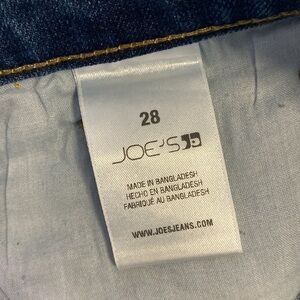 28
JOE'S
MADE IN BANGLADESH
HECHO EN BANGLADESH
FABRIQUÉ AU BANGLADESH
WWW.JOESJEANS.COM